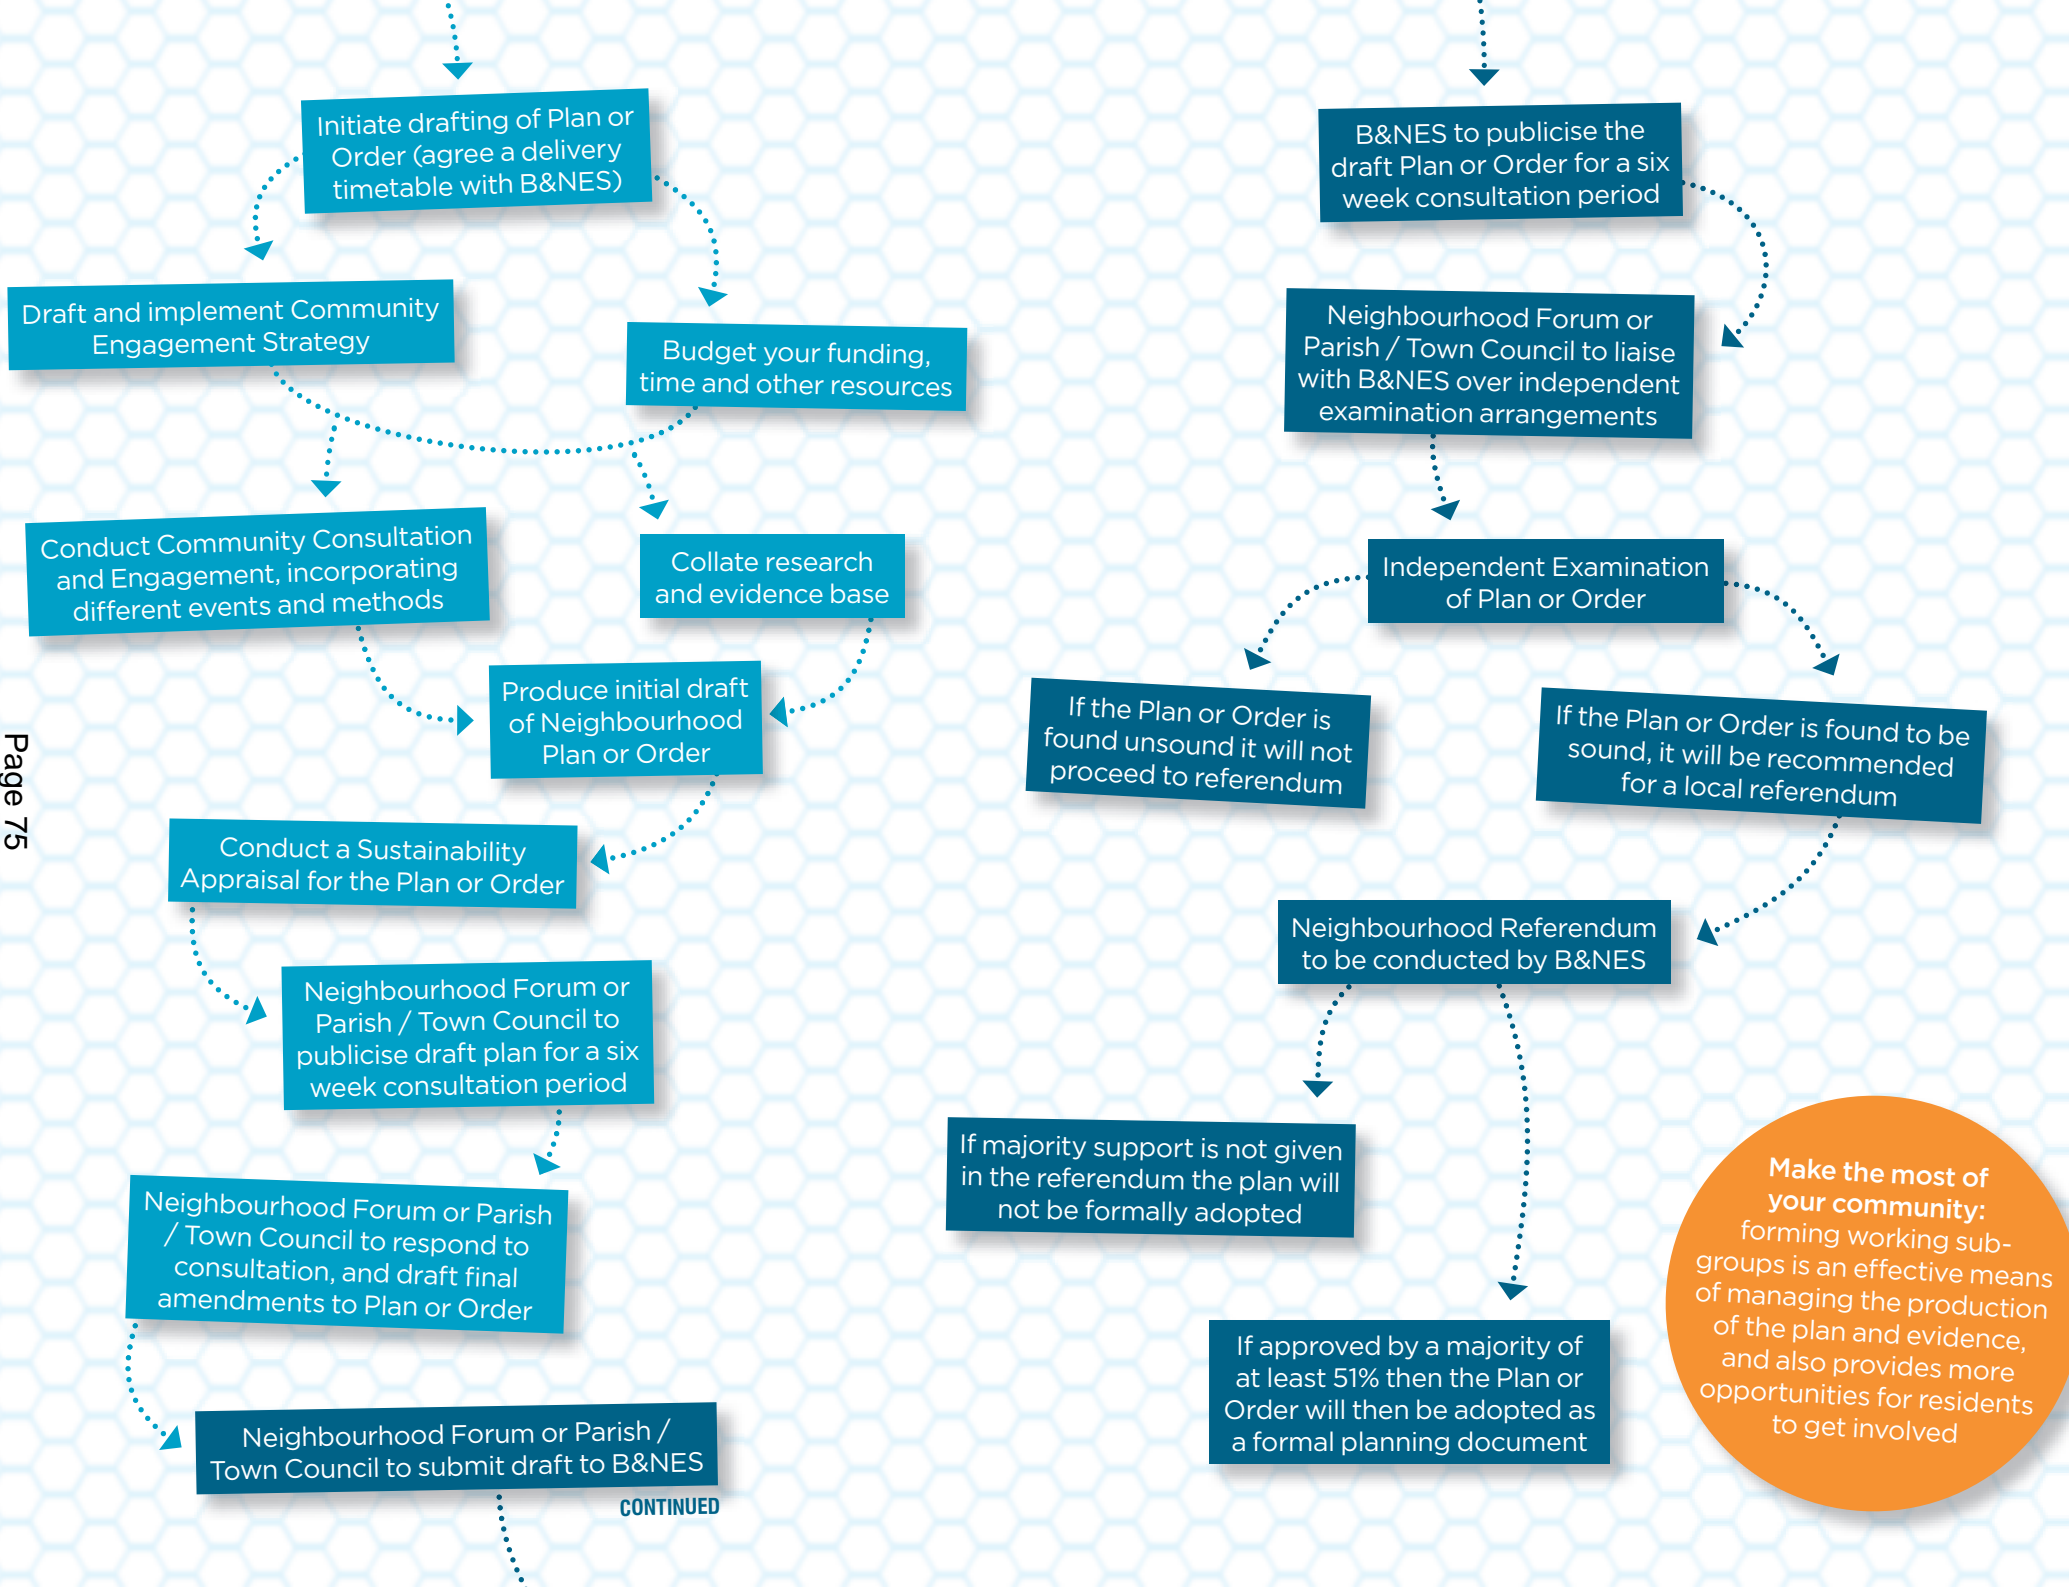 Initiate drafting of Plan or
Order (agree a delivery
timetable with B&NES)
Draft and implement Community
Engagement Strategy
Budget your funding,
time and other resources
Conduct Community Consultation
and Engagement, incorporating
different events and methods
Collate research
and evidence base
Produce initial draft
of Neighbourhood
Plan or Order
Conduct a Sustainability
Appraisal for the Plan or Order
Neighbourhood Forum or
Parish / Town Council to
publicise draft plan for a six
week consultation period
Neighbourhood Forum or Parish
/ Town Council to respond to
consultation, and draft final
amendments to Plan or Order
Neighbourhood Forum or Parish /
Town Council to submit draft to B&NES
CONTINUED
B&NES to publicise the
draft Plan or Order for a six
week consultation period
Neighbourhood Forum or
Parish / Town Council to liaise
with B&NES over independent
examination arrangements
Independent Examination
of Plan or Order
If the Plan or Order is
found unsound it will not
proceed to referendum
If the Plan or Order is found to be
sound, it will be recommended
for a local referendum
Neighbourhood Referendum
to be conducted by B&NES
If majority support is not given
in the referendum the plan will
not be formally adopted
If approved by a majority of
at least 51% then the Plan or
Order will then be adopted as
a formal planning document
Make the most of
your community:
forming working sub-
groups is an effective means
of managing the production
of the plan and evidence,
and also provides more
opportunities for residents
to get involved
Page 75